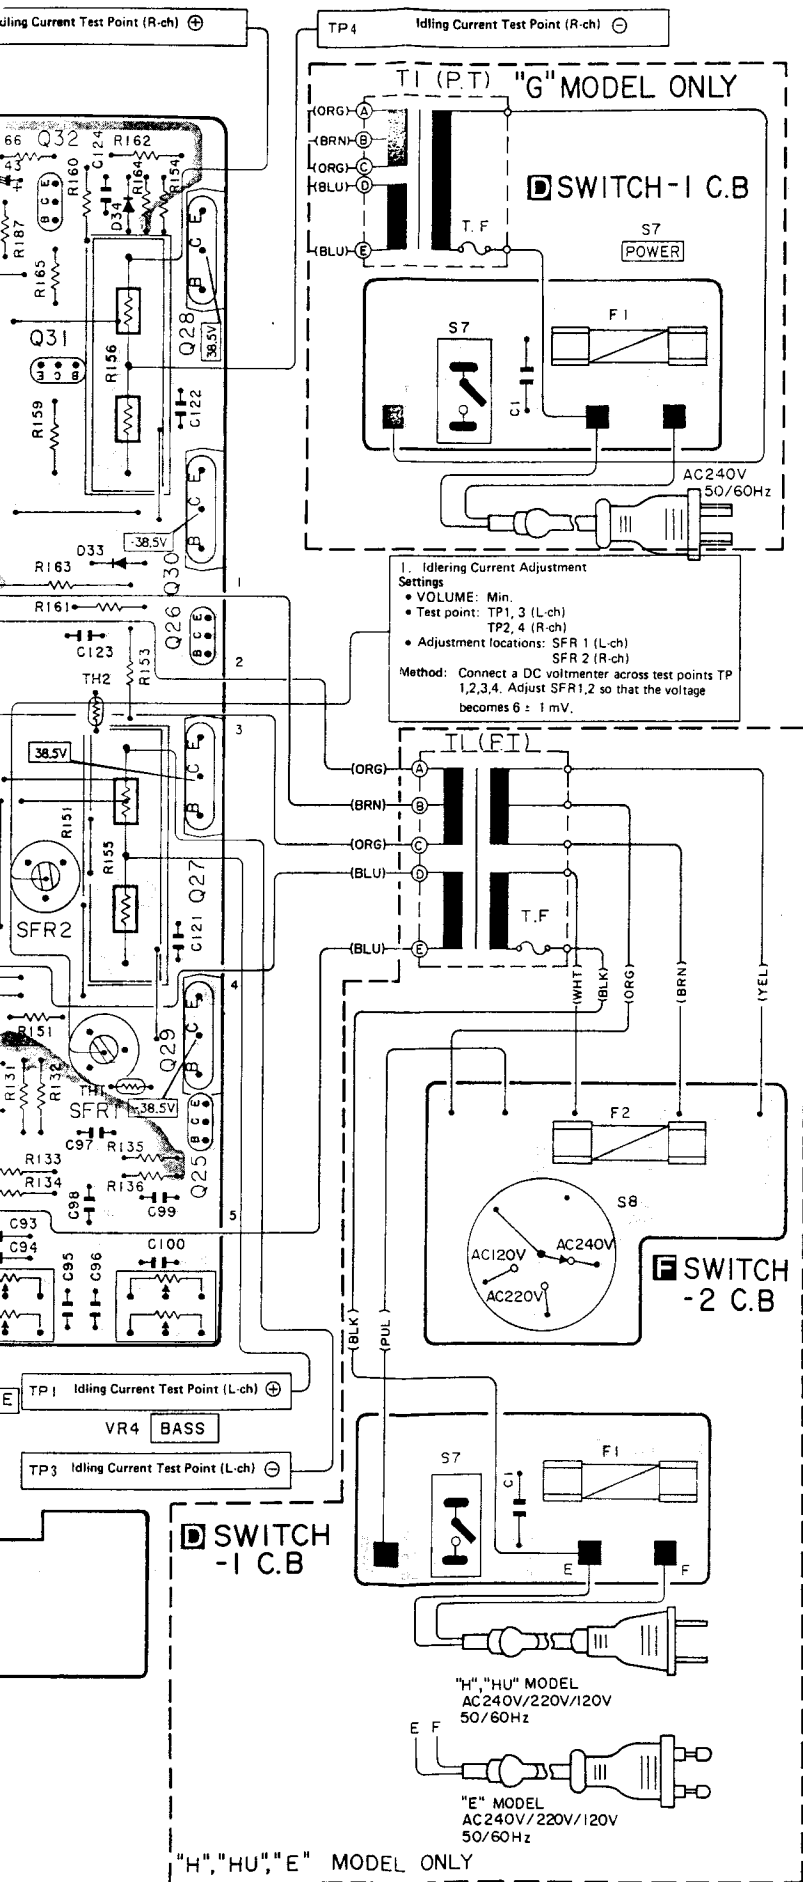 Idling Current Test Point (R-ch) ⊕
TP4 Idling Current Test Point (R-ch) ⊖
T1 (P.T) "G" MODEL ONLY
(ORG) A
(BRN) B
(ORG) C
(BLU) D
(BLU) E
T.F
D SWITCH-1 C.B
S7
POWER
S7
C1
F1
AC240V
50/60Hz
66
Q32
C124
R162
43
R160
D34
R164
R154
B C E
R187
R165
E
C
B
Q31
E C B
R156
Q28
38.5V
R159
C122
E
C
B
-38.5V
D33
R163
Q30
R161
Q26
B C E
C123
R153
TH2
1
2
3
1. Idlering Current Adjustment
Settings
• VOLUME: Min.
• Test point: TP1, 3 (L-ch)
TP2, 4 (R-ch)
• Adjustment locations: SFR 1 (L-ch)
SFR 2 (R-ch)
Method: Connect a DC voltmenter across test points TP
1,2,3,4. Adjust SFR1,2 so that the voltage
becomes 6 ± 1 mV.
38.5V
E
C
B
R151
R155
Q27
SFR2
C121
4
(ORG) A
(BRN) B
(ORG) C
(BLU) D
(BLU) E
T.F
(WHT)
(BLK)
(ORG)
(BRN)
(YEL)
R151
Q29
E
C
B
R131
R132
TH1
SFR1
-38.5V
C97
R135
B C E
Q25
R133
R134
R136
C98
C99
5
C93
C94
C95
C96
C100
F2
S8
AC120V
AC240V
AC220V
F SWITCH
-2 C.B
(BLK)
(PUL)
E
TP1 Idling Current Test Point (L-ch) ⊕
VR4 BASS
TP3 Idling Current Test Point (L-ch) ⊖
D SWITCH
-1 C.B
S7
C1
F1
E
F
"H","HU" MODEL
AC240V/220V/120V
50/60Hz
E F
"E" MODEL
AC240V/220V/120V
50/60Hz
"H","HU","E" MODEL ONLY